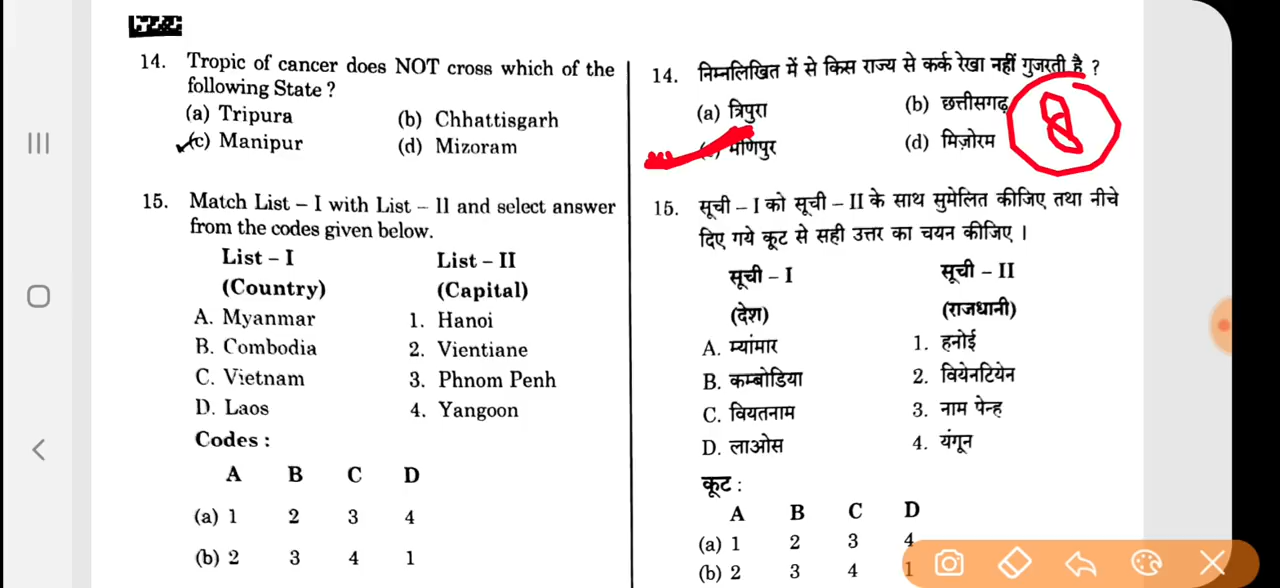 14. Tropic of cancer does NOT cross which of the
following State ?
(a) Tripura (b) Chhattisgarh
(c) Manipur (d) Mizoram
15. Match List – I with List – II and select answer
from the codes given below.
List – I List – II
(Country) (Capital)
A. Myanmar 1. Hanoi
B. Combodia 2. Vientiane
C. Vietnam 3. Phnom Penh
D. Laos 4. Yangoon
Codes :
A B C D
(a) 1 2 3 4
(b) 2 3 4 1
14. निम्नलिखित में से किस राज्य से कर्क रेखा नहीं गुजरती है ?
(a) त्रिपुरा (b) छत्तीसगढ़
मणिपुर (d) मिज़ोरम
8
15. सूची – I को सूची – II के साथ सुमेलित कीजिए तथा नीचे
दिए गये कूट से सही उत्तर का चयन कीजिए ।
सूची – I सूची – II
(देश) (राजधानी)
A. म्यांमार 1. हनोई
B. कम्बोडिया 2. वियेनटियेन
C. वियतनाम 3. नाम पेन्ह
D. लाओस 4. यंगून
कूट :
A B C D
(a) 1 2 3 4
(b) 2 3 4 1